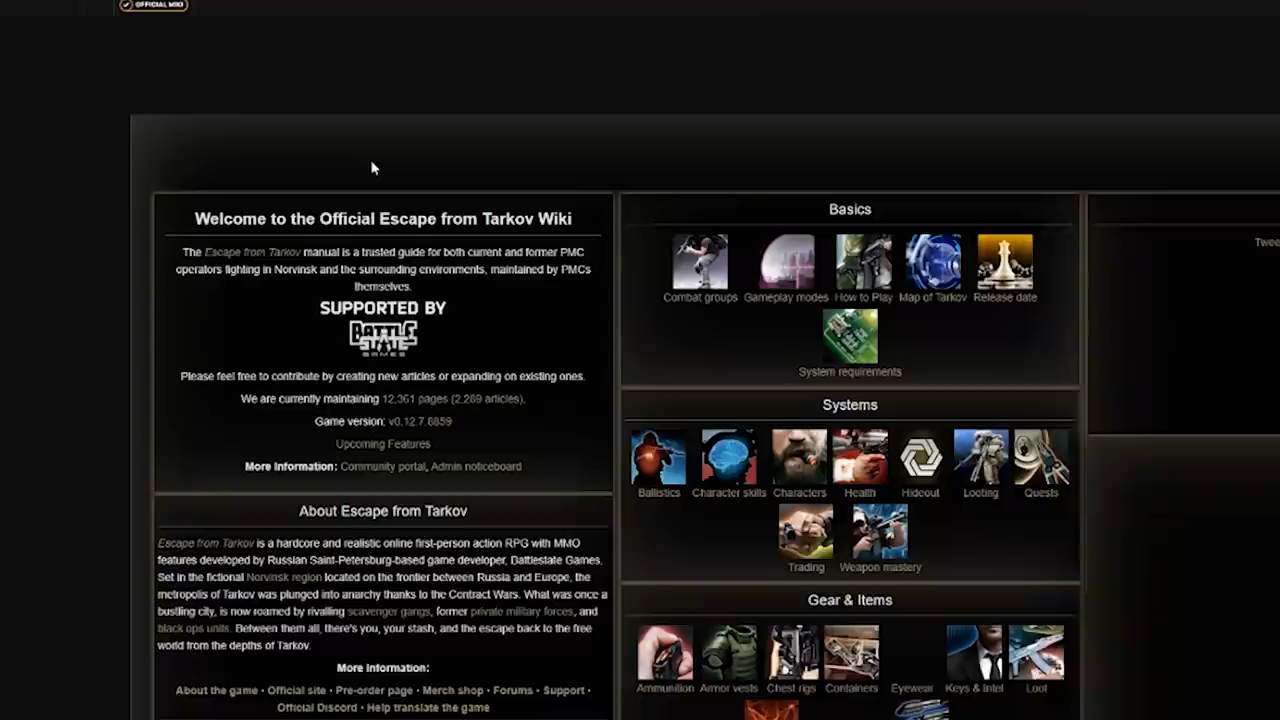 OFFICIAL WIKI
Welcome to the Official Escape from Tarkov Wiki
The Escape from Tarkov manual is a trusted guide for both current and former PMC
operators fighting in Norvinsk and the surrounding environments, maintained by PMCs
themselves.
SUPPORTED BY
BATTLE
STATE
GAMES
Please feel free to contribute by creating new articles or expanding on existing ones.
We are currently maintaining 12,361 pages (2,289 articles).
Game version: v0.12.7.8859
Upcoming Features
More Information: Community portal, Admin noticeboard
About Escape from Tarkov
Escape from Tarkov is a hardcore and realistic online first-person action RPG with MMO
features developed by Russian Saint-Petersburg-based game developer, Battlestate Games.
Set in the fictional Norvinsk region located on the frontier between Russia and Europe, the
metropolis of Tarkov was plunged into anarchy thanks to the Contract Wars. What was once a
bustling city, is now roamed by rivalling scavenger gangs, former private military forces, and
black ops units. Between them all, there's you, your stash, and the escape back to the free
world from the depths of Tarkov.
More Information:
About the game • Official site • Pre-order page • Merch shop • Forums • Support •
Official Discord • Help translate the game
Basics
Combat groups Gameplay modes How to Play Map of Tarkov Release date
System requirements
Systems
Ballistics Character skills Characters Health Hideout Looting Quests
Trading Weapon mastery
Gear & Items
Ammunition Armor vests Chest rigs Containers Eyewear Keys & Intel Loot